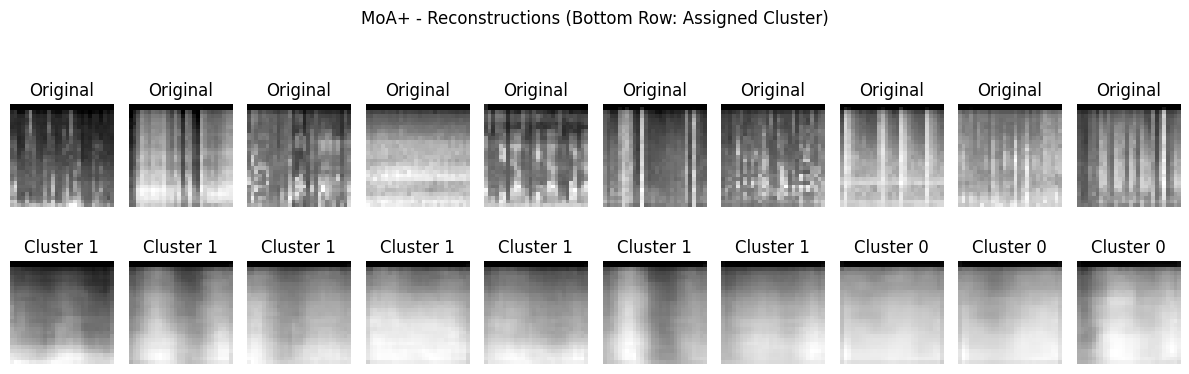 MoA+ - Reconstructions (Bottom Row: Assigned Cluster)
Original Original Original Original Original Original Original Original Original Original
Cluster 1 Cluster 1 Cluster 1 Cluster 1 Cluster 1 Cluster 1 Cluster 1 Cluster 0 Cluster 0 Cluster 0